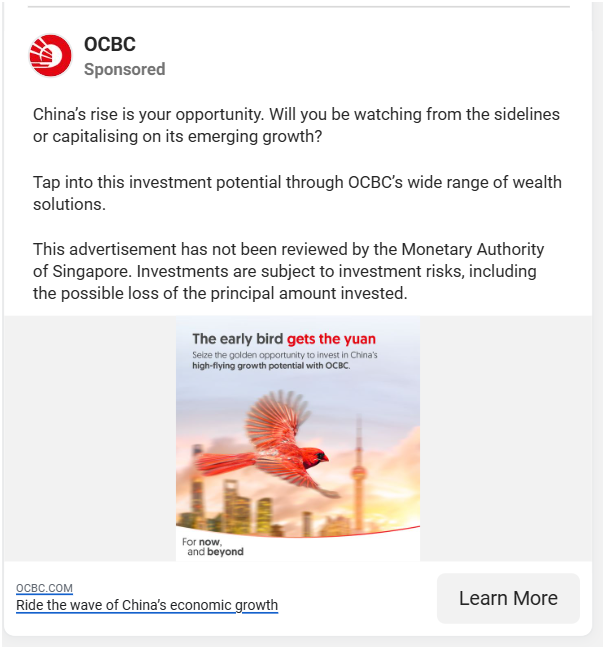 OCBC
Sponsored
China’s rise is your opportunity. Will you be watching from the sidelines
or capitalising on its emerging growth?
Tap into this investment potential through OCBC’s wide range of wealth
solutions.
This advertisement has not been reviewed by the Monetary Authority
of Singapore. Investments are subject to investment risks, including
the possible loss of the principal amount invested.
The early bird gets the yuan
Seize the golden opportunity to invest in China's
high-flying growth potential with OCBC.
For now,
and beyond
OCBC.COM
Ride the wave of China’s economic growth
Learn More